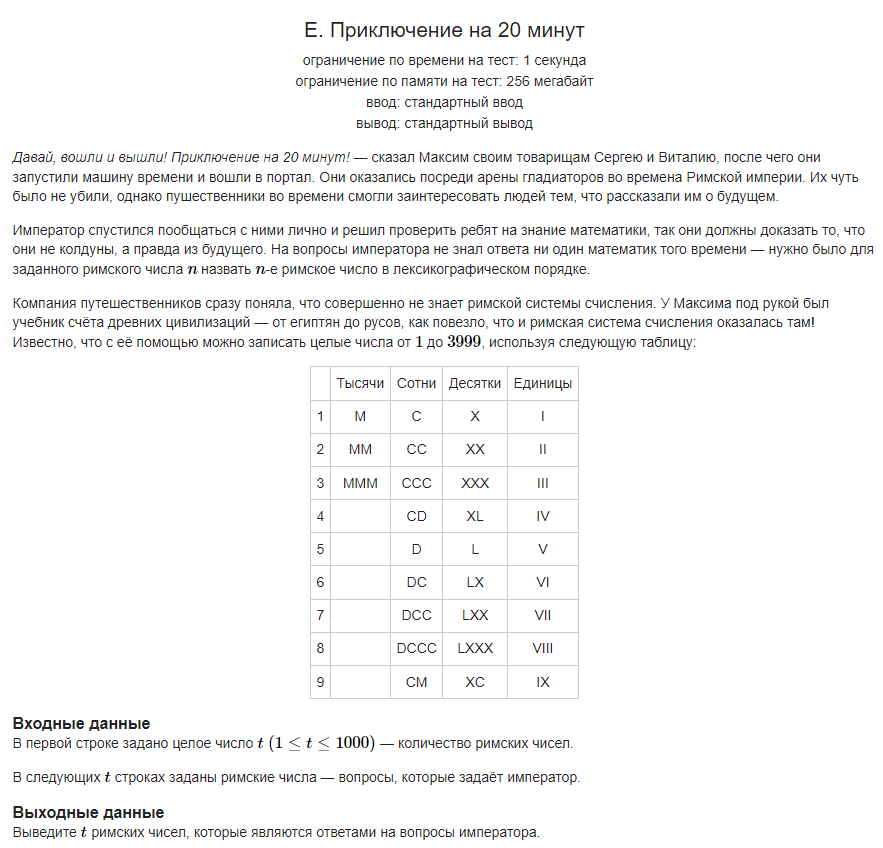 E. Приключение на 20 минут
ограничение по времени на тест: 1 секунда
ограничение по памяти на тест: 256 мегабайт
ввод: стандартный ввод
вывод: стандартный вывод
Давай, вошли и вышли! Приключение на 20 минут! — сказал Максим своим товарищам Сергею и Виталию, после чего они
запустили машину времени и вошли в портал. Они оказались посреди арены гладиаторов во времена Римской империи. Их чуть
было не убили, однако пушественники во времени смогли заинтересовать людей тем, что рассказали им о будущем.
Император спустился пообщаться с ними лично и решил проверить ребят на знание математики, так они должны доказать то, что
они не колдуны, а правда из будущего. На вопросы императора не знал ответа ни один математик того времени — нужно было для
заданного римского числа n назвать n-е римское число в лексикографическом порядке.
Компания путешественников сразу поняла, что совершенно не знает римской системы счисления. У Максима под рукой был
учебник счёта древних цивилизаций — от египтян до русов, как повезло, что и римская система счисления оказалась там!
Известно, что с её помощью можно записать целые числа от 1 до 3999, используя следующую таблицу:
Тысячи Сотни Десятки Единицы
1 M C X I
2 MM CC XX II
3 MMM CCC XXX III
4 CD XL IV
5 D L V
6 DC LX VI
7 DCC LXX VII
8 DCCC LXXX VIII
9 CM XC IX
Входные данные
В первой строке задано целое число t (1 ≤ t ≤ 1000) — количество римских чисел.
В следующих t строках заданы римские числа — вопросы, которые задаёт император.
Выходные данные
Выведите t римских чисел, которые являются ответами на вопросы императора.